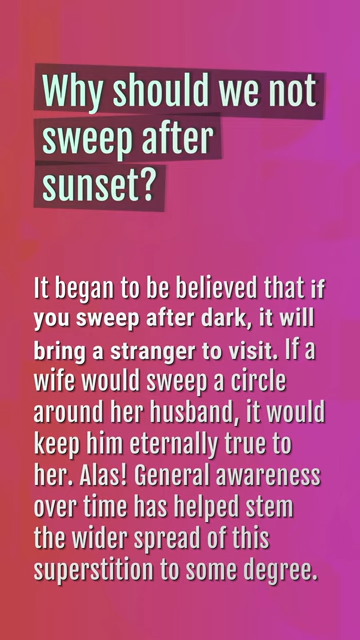 Why should we not
sweep after
sunset?
It began to be believed that if
you sweep after dark, it will
bring a stranger to visit. If a
wife would sweep a circle
around her husband, it would
keep him eternally true to
her. Alas! General awareness
over time has helped stem
the wider spread of this
superstition to some degree.